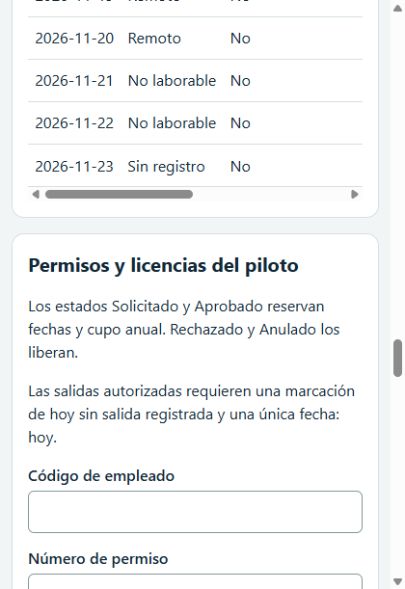 2026-11-20 Remoto No
2026-11-21 No laborable No
2026-11-22 No laborable No
2026-11-23 Sin registro No
Permisos y licencias del piloto
Los estados Solicitado y Aprobado reservan
fechas y cupo anual. Rechazado y Anulado los
liberan.
Las salidas autorizadas requieren una marcación
de hoy sin salida registrada y una única fecha:
hoy.
Código de empleado
Número de permiso